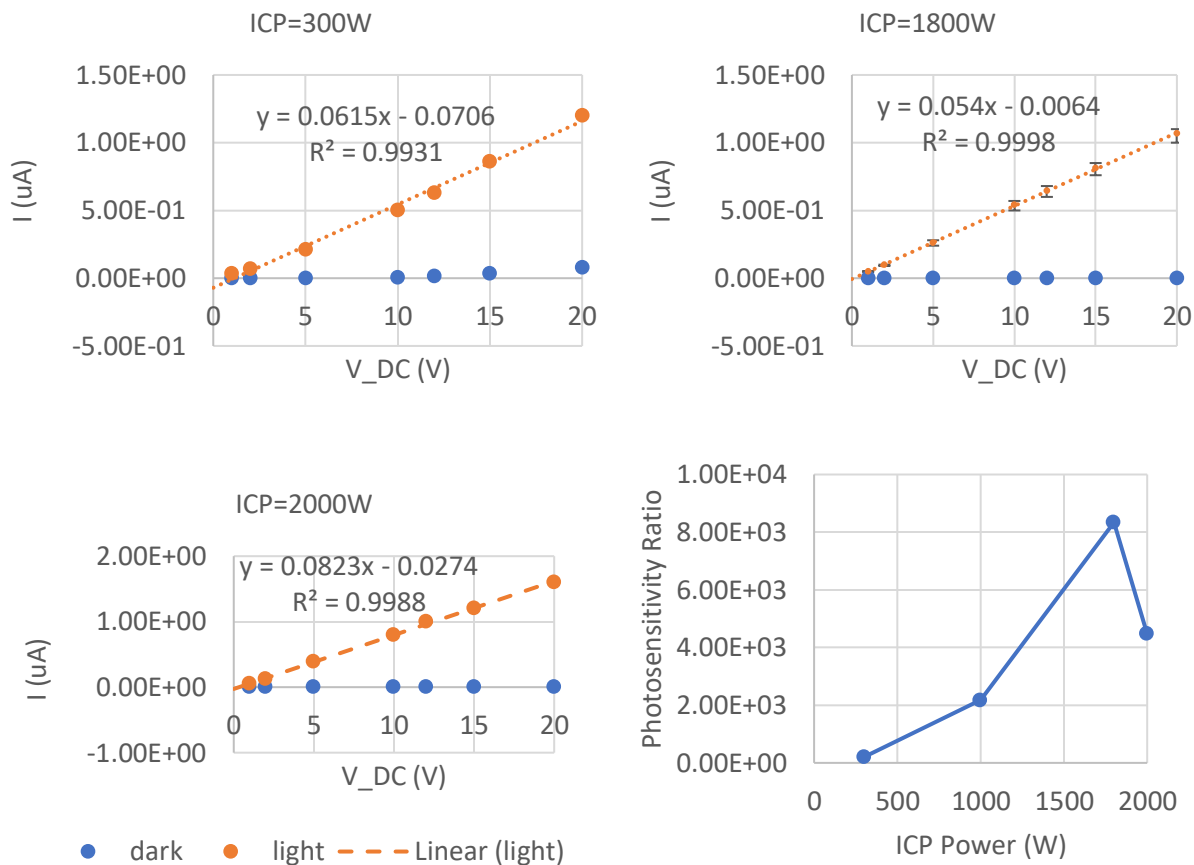 ICP=300W
1.50E+00
1.00E+00
5.00E-01
0.00E+00
-5.00E-01
I (uA)
y = 0.0615x - 0.0706
R² = 0.9931
0 5 10 15 20
V_DC (V)
ICP=1800W
1.50E+00
1.00E+00
5.00E-01
0.00E+00
-5.00E-01
I (uA)
y = 0.054x - 0.0064
R² = 0.9998
0 5 10 15 20
V_DC (V)
ICP=2000W
2.00E+00
1.00E+00
0.00E+00
-1.00E+00
I (uA)
y = 0.0823x - 0.0274
R² = 0.9988
0 5 10 15 20
V_DC (V)
dark light Linear (light)
Photosensitivity Ratio
1.00E+04
8.00E+03
6.00E+03
4.00E+03
2.00E+03
0.00E+00
0 500 1000 1500 2000
ICP Power (W)